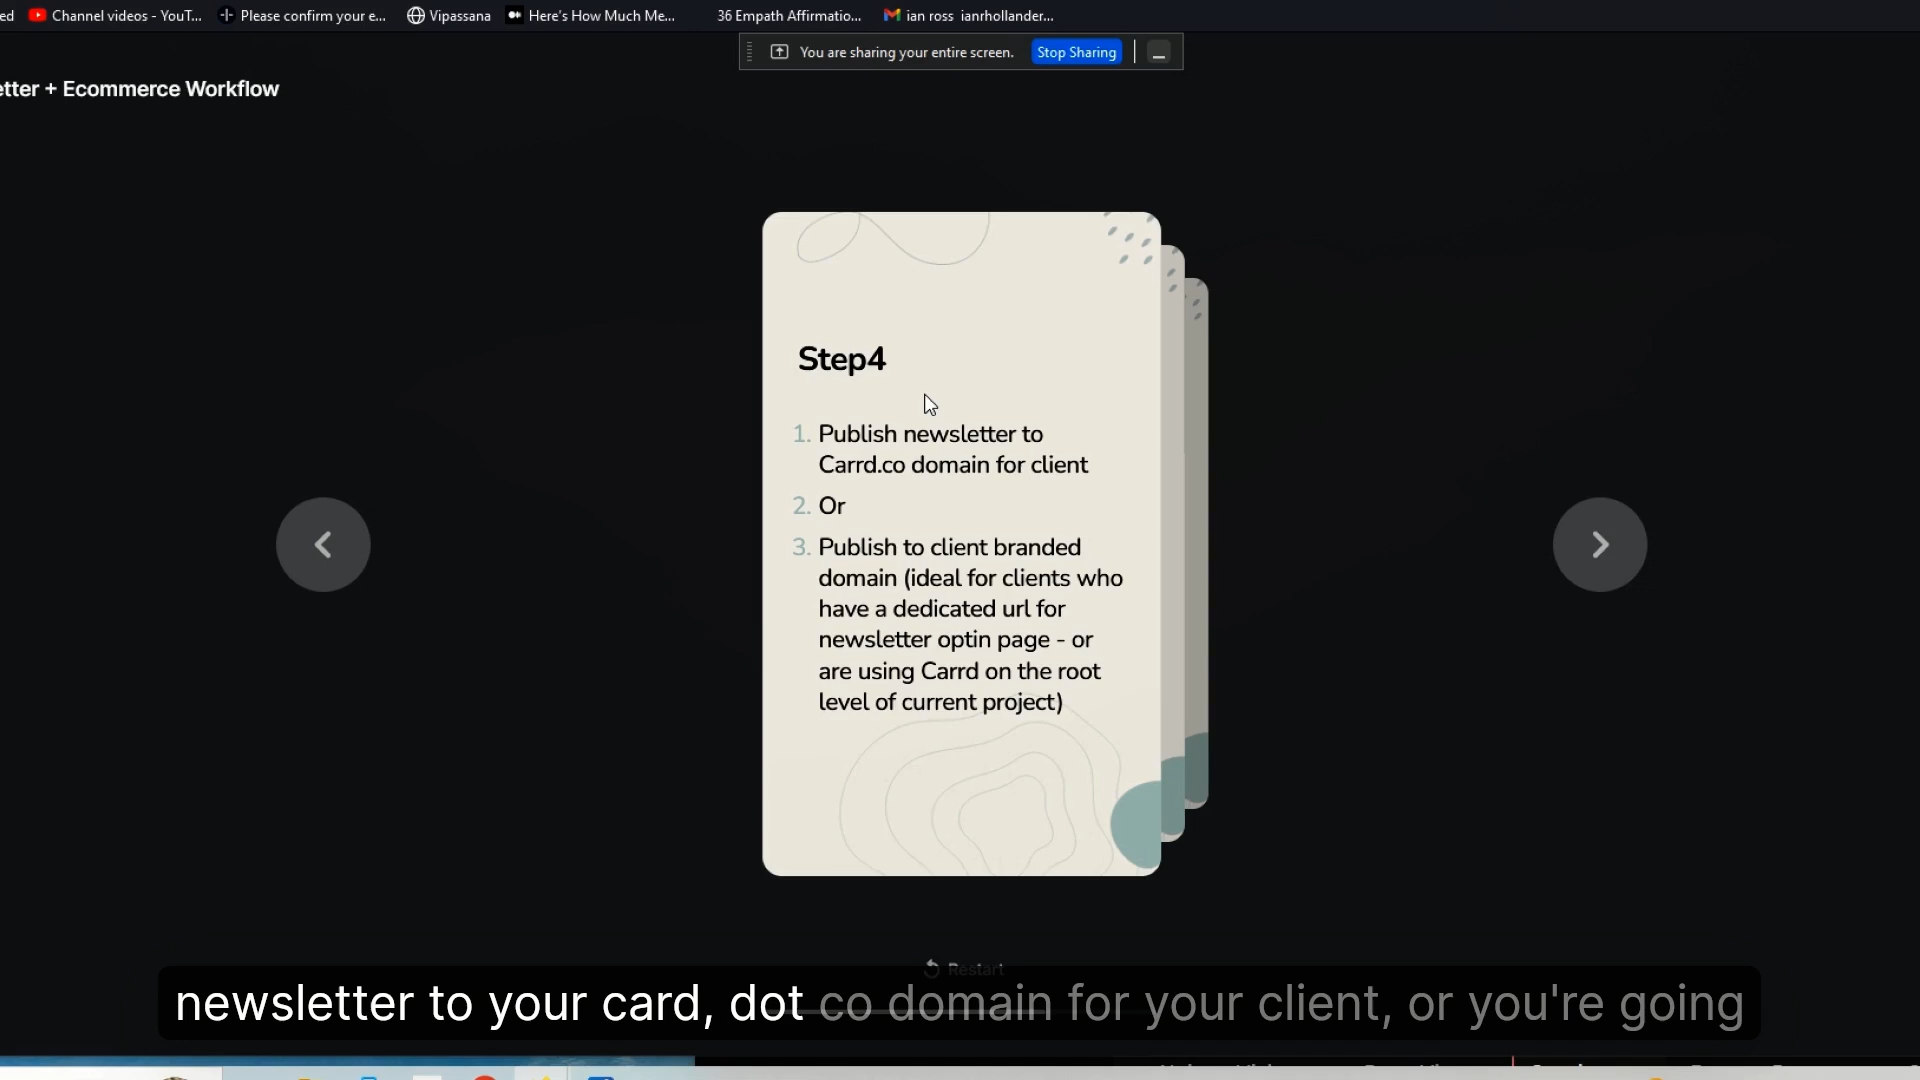 ed Channel videos - YouT... Please confirm your e... Vipassana Here's How Much Me... 36 Empath Affirmatio... ian ross ianrhollander...
You are sharing your entire screen. Stop Sharing
etter + Ecommerce Workflow
Step4
1. Publish newsletter to
Carrd.co domain for client
2. Or
3. Publish to client branded
domain (ideal for clients who
have a dedicated url for
newsletter optin page - or
are using Carrd on the root
level of current project)
Restart
newsletter to your card, dot co domain for your client, or you're going